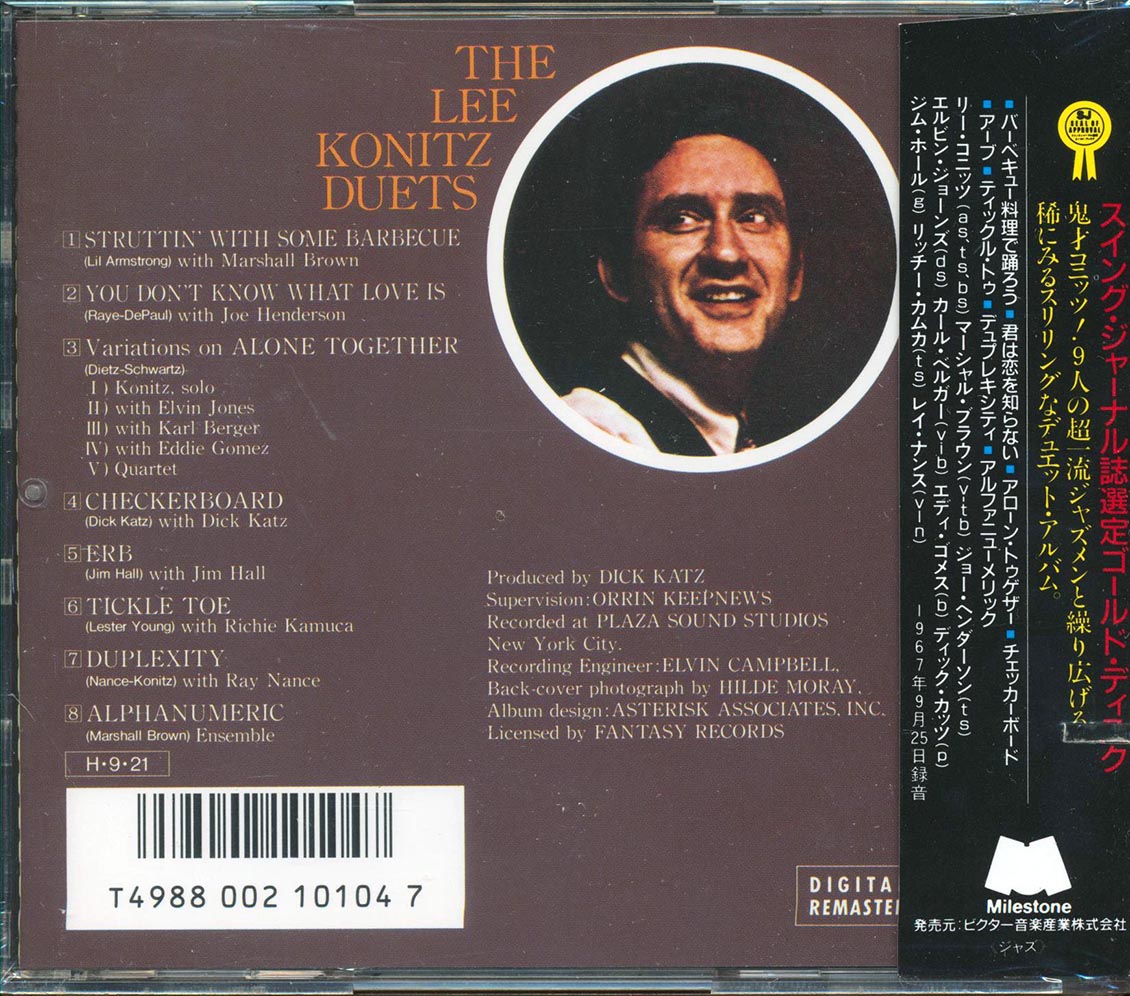 THE
LEE
KONITZ
DUETS
1 STRUTTIN' WITH SOME BARBECUE
(Lil Armstrong) with Marshall Brown
2 YOU DON'T KNOW WHAT LOVE IS
(Raye-DePaul) with Joe Henderson
3 Variations on ALONE TOGETHER
(Dietz-Schwartz)
I) Konitz, solo
II) with Elvin Jones
III) with Karl Berger
IV) with Eddie Gomez
V) Quartet
4 CHECKERBOARD
(Dick Katz) with Dick Katz
5 ERB
(Jim Hall) with Jim Hall
6 TICKLE TOE
(Lester Young) with Richie Kamuca
7 DUPLEXITY
(Nance-Konitz) with Ray Nance
8 ALPHANUMERIC
(Marshall Brown) Ensemble
H・9・21
T4988 002 10104 7
Produced by DICK KATZ
Supervision:ORRIN KEEPNEWS
Recorded at PLAZA SOUND STUDIOS
New York City.
Recording Engineer:ELVIN CAMPBELL,
Back-cover photograph by HILDE MORAY,
Album design:ASTERISK ASSOCIATES, INC.
Licensed by FANTASY RECORDS
DIGITA
REMASTE
スイング・ジャーナル誌選定ゴールド・ディスク
SJ
SEAL OF
APPROVAL
鬼才コニッツ!9人の超一流ジャズメンと繰り広げる
稀にみるスリリングなデュエット・アルバム。
■バーベキュー料理で踊ろう■君は恋を知らない■アローン・トゥゲザー■チェッカーボード
■アーブ■ティックル・トゥ■デュプレキシティ■アルファニューメリック
リー・コニッツ(as、ts、bs)マーシャル・ブラウン(vtb)ジョー・ヘンダーソン(ts)
エルビン・ジョーンズ(ds)カール・ベルガー(vib)エディ・ゴメス(b)ディック・カッツ(p)
ジム・ホール(g)リッチー・カムカ(ts)レイ・ナンス(vln)
―1967年9月25日録音
Milestone
発売元:ビクター音楽産業株式会社
《ジャズ》